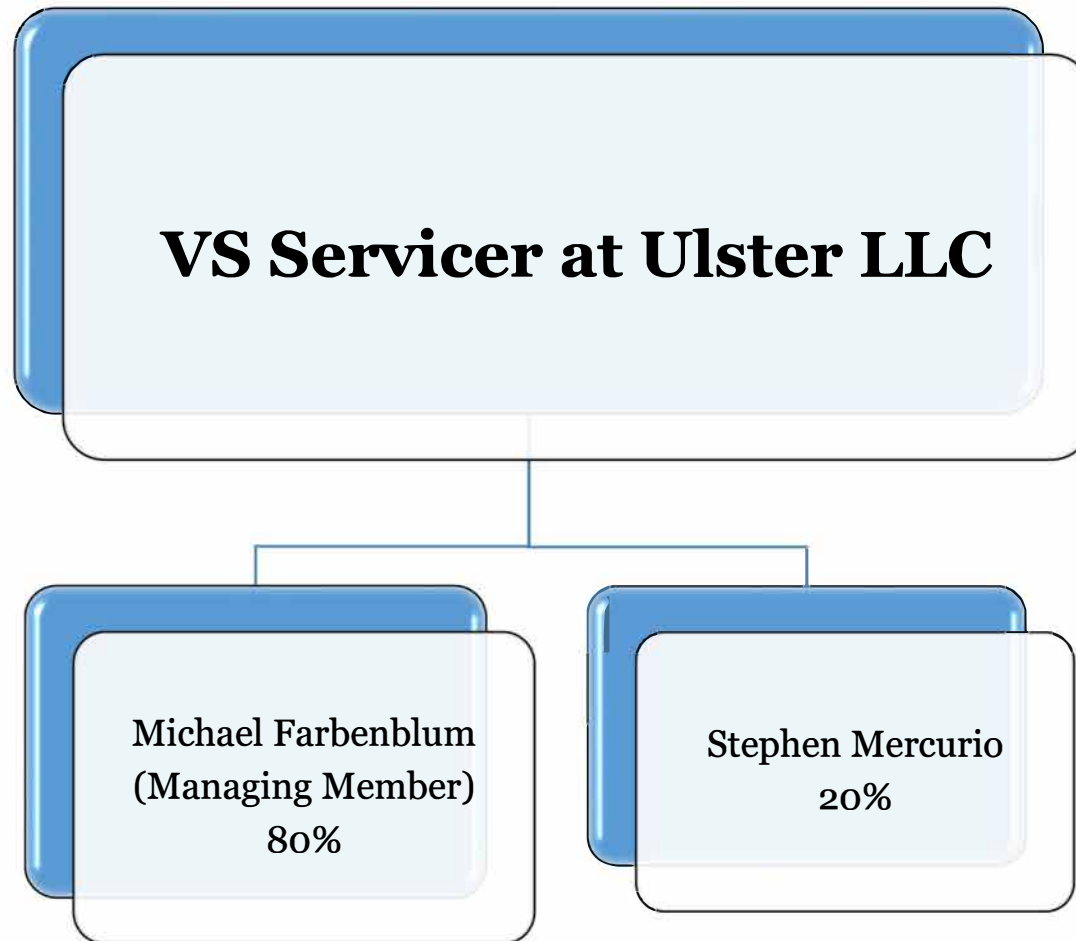 VS Servicer at Ulster LLC
Michael Farbenblum
(Managing Member)
80%
Stephen Mercurio
20%